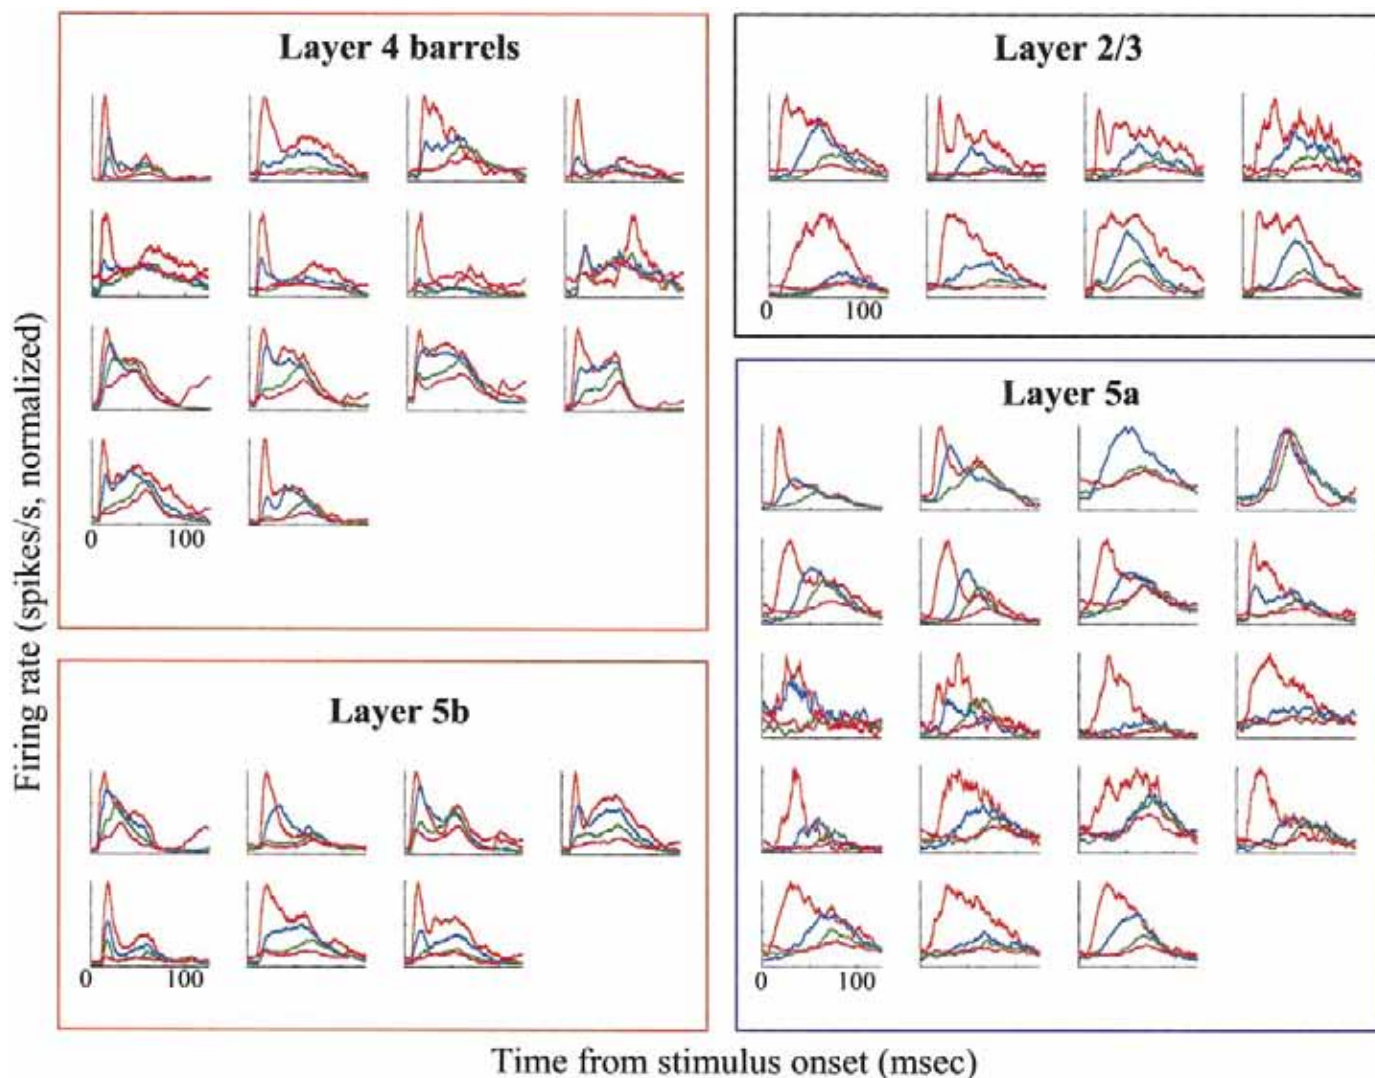 Layer 4 barrels
Layer 2/3
0 100
Layer 5a
0 100
Layer 5b
0 100
0 100
Firing rate (spikes/s, normalized)
Time from stimulus onset (msec)